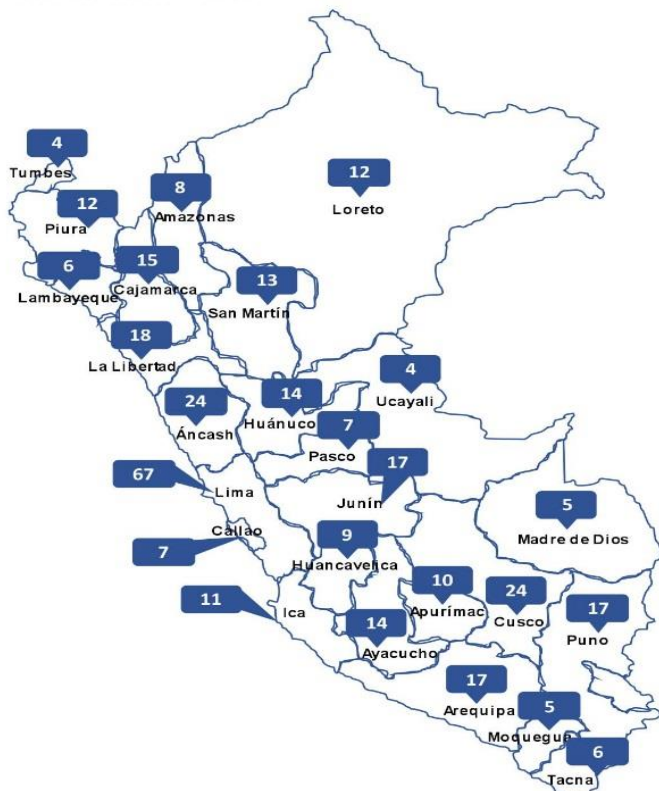 4
Tumbes
12
Piura
8
Amazonas
12
Loreto
6
Lambayeque
15
Cajamarca
13
San Martín
18
La Libertad
24
Áncash
14
Huánuco
4
Ucayali
7
Pasco
67
Lima
17
Junín
5
Madre de Dios
7
Callao
9
Huancavelica
11
Ica
10
Apurímac
24
Cusco
17
Puno
14
Ayacucho
17
Arequipa
5
Moquegua
6
Tacna